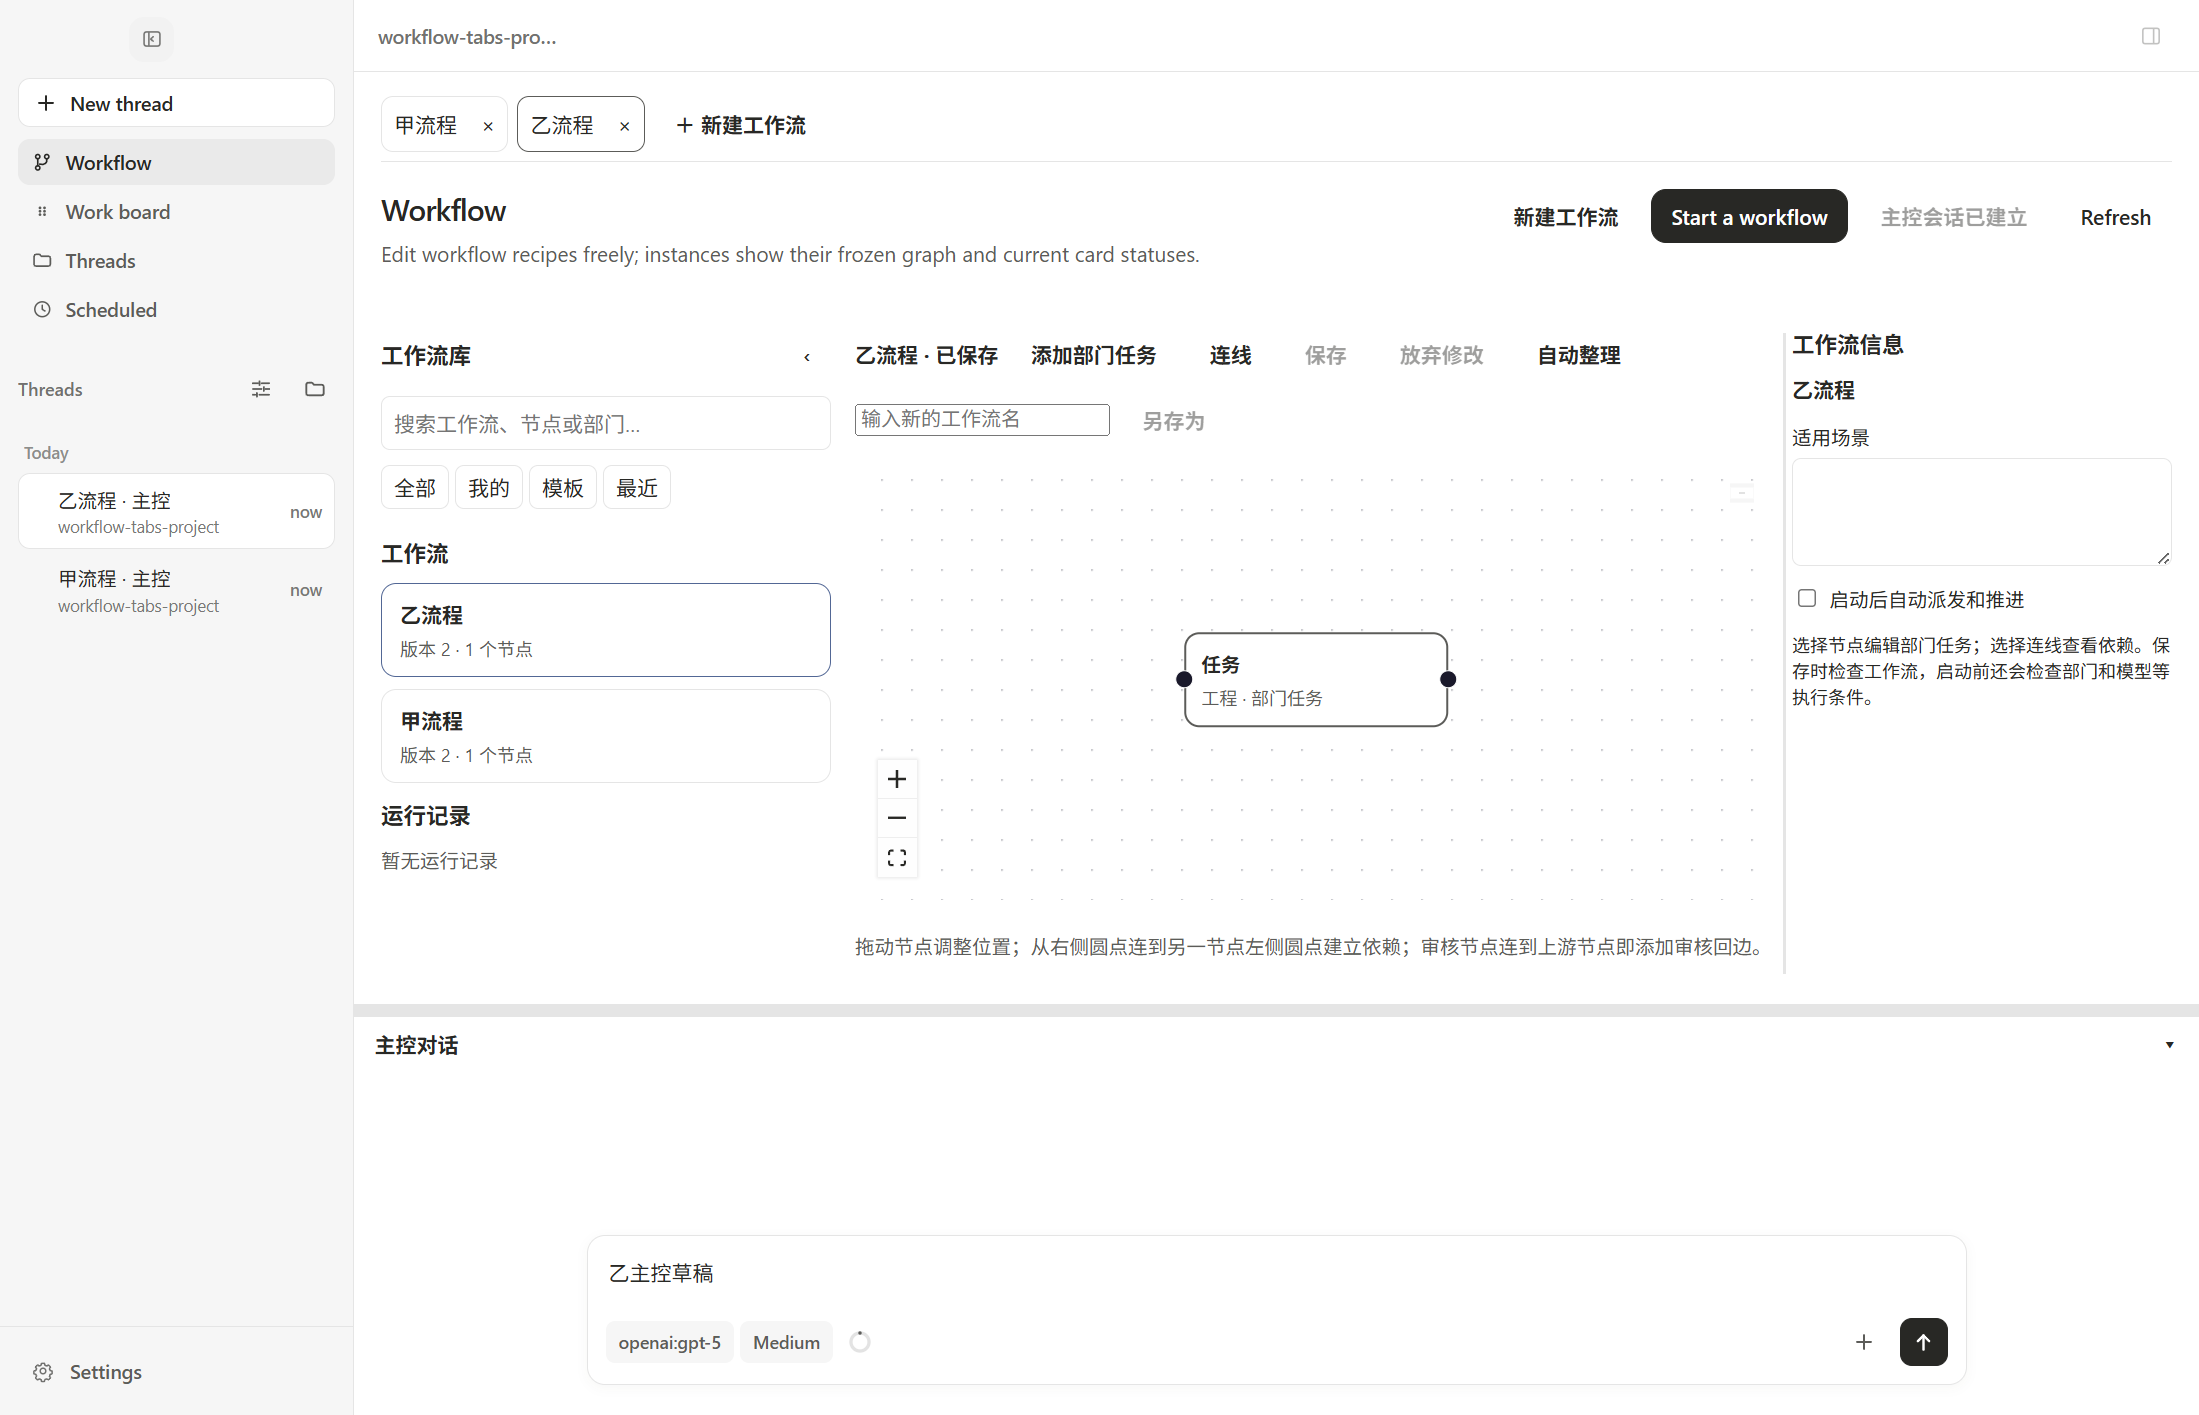 workflow-tabs-pro...
New thread
Workflow
Work board
Threads
Scheduled
Threads
Today
乙流程 · 主控
workflow-tabs-project
now
甲流程 · 主控
workflow-tabs-project
now
Settings
甲流程 ×
乙流程 ×
+ 新建工作流
Workflow
Edit workflow recipes freely; instances show their frozen graph and current card statuses.
新建工作流
Start a workflow
主控会话已建立
Refresh
工作流库
搜索工作流、节点或部门...
全部
我的
模板
最近
工作流
乙流程
版本 2 · 1 个节点
甲流程
版本 2 · 1 个节点
运行记录
暂无运行记录
乙流程 · 已保存
添加部门任务
连线
保存
放弃修改
自动整理
输入新的工作流名
另存为
任务
工程 · 部门任务
拖动节点调整位置；从右侧圆点连到另一节点左侧圆点建立依赖；审核节点连到上游节点即添加审核回边。
工作流信息
乙流程
适用场景
启动后自动派发和推进
选择节点编辑部门任务；选择连线查看依赖。保
存时检查工作流，启动前还会检查部门和模型等
执行条件。
主控对话
乙主控草稿
openai:gpt-5
Medium